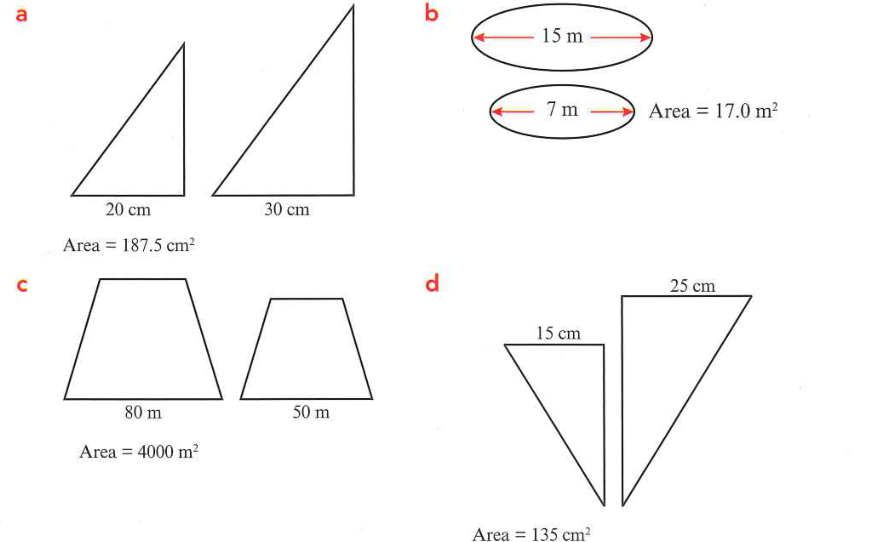 a
20 cm
30 cm
Area = 187.5 cm²
b
15 m
7 m
Area = 17.0 m²
c
80 m
50 m
Area = 4000 m²
d
15 cm
25 cm
Area = 135 cm²